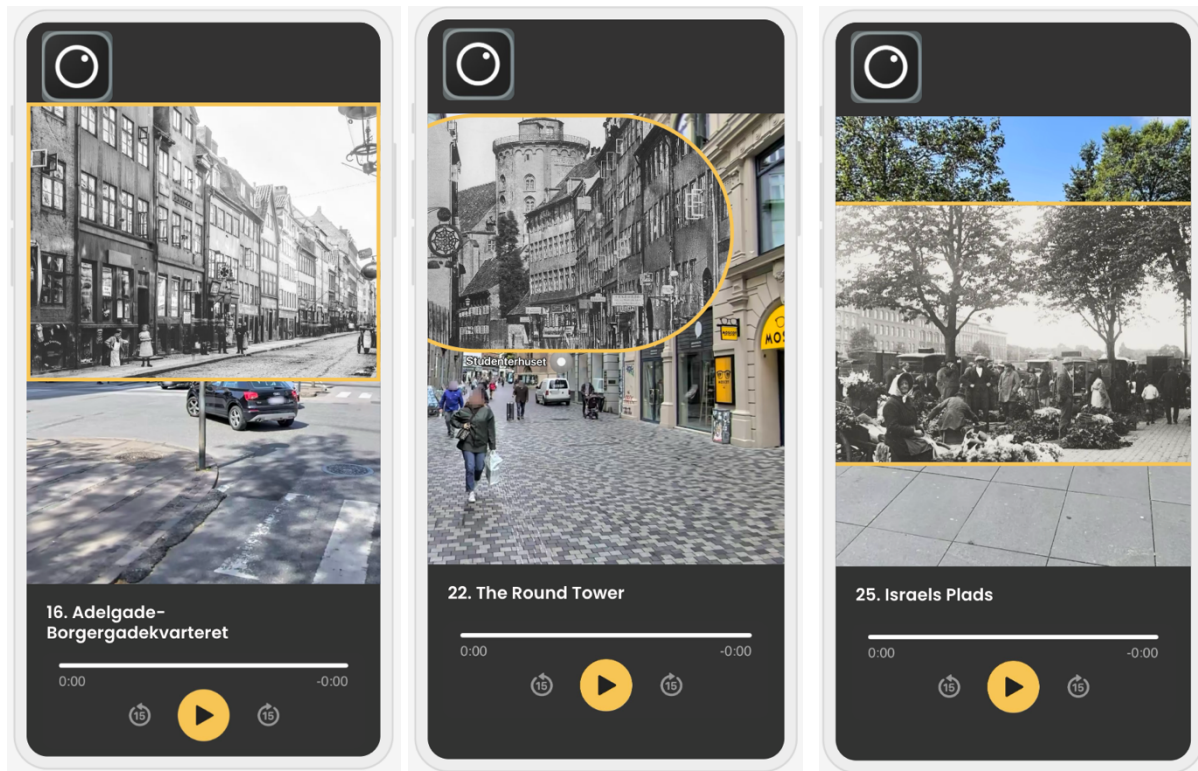 16. Adelgade-
Borgergadekvarteret
0:00
-0:00
15
15
Studenterhuset
22. The Round Tower
0:00
-0:00
15
15
25. Israels Plads
0:00
-0:00
15
15